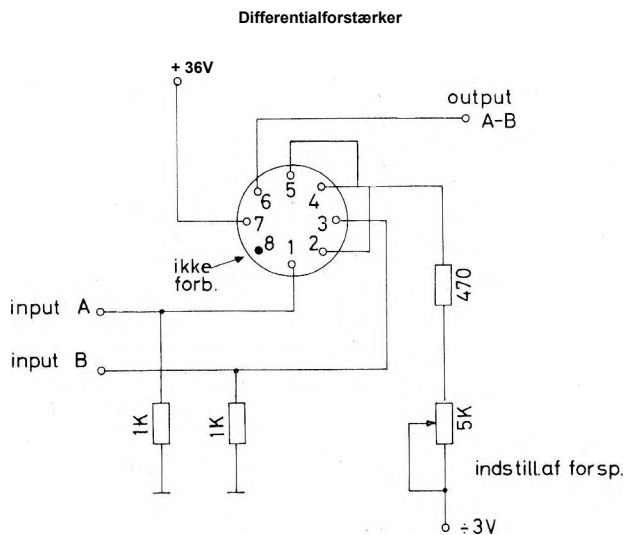 Differentialforstærker
+ 36V
output
A-B
5
6
4
7
3
8
1
2
ikke
forb.
470
input A
input B
1K
1K
5K
indstill.af forsp.
÷3V